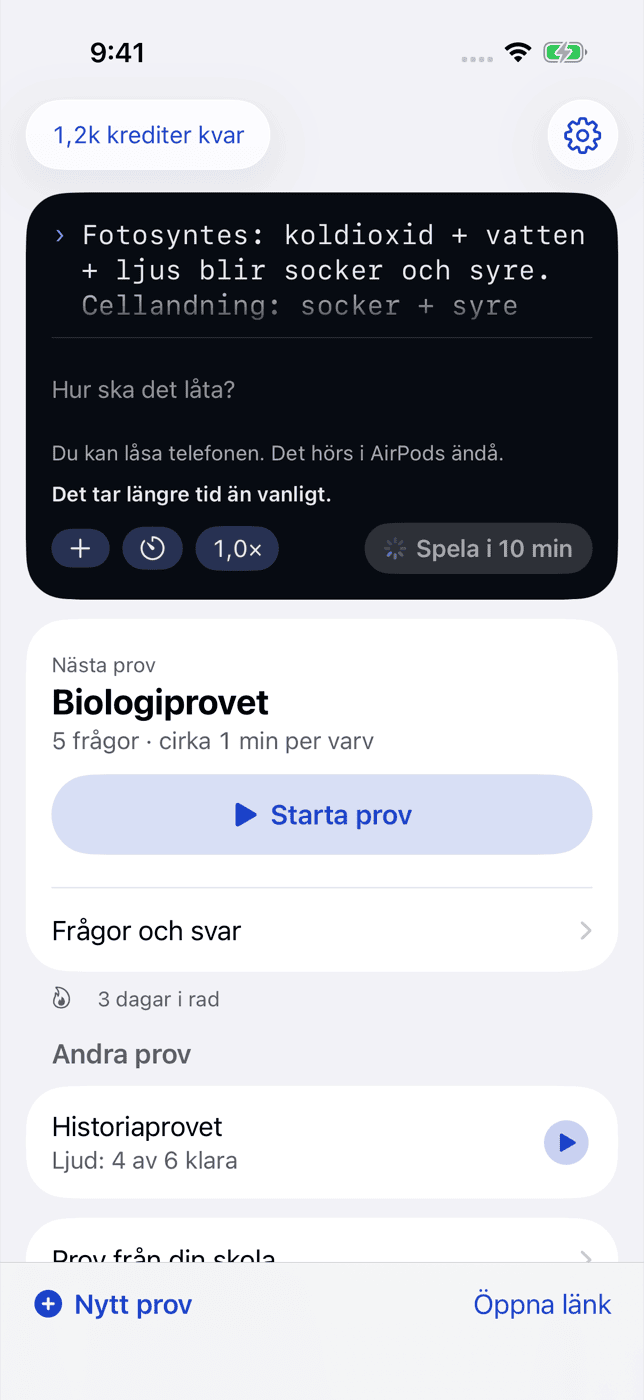 9:41
1,2k krediter kvar
› Fotosyntes: koldioxid + vatten
+ ljus blir socker och syre.
Cellandning: socker + syre
Hur ska det låta?
Du kan låsa telefonen. Det hörs i AirPods ändå.
Det tar längre tid än vanligt.
1,0×
Spela i 10 min
Nästa prov
Biologiprovet
5 frågor · cirka 1 min per varv
Starta prov
Frågor och svar
3 dagar i rad
Andra prov
Historiaprovet
Ljud: 4 av 6 klara
Prov från din skola
Nytt prov
Öppna länk